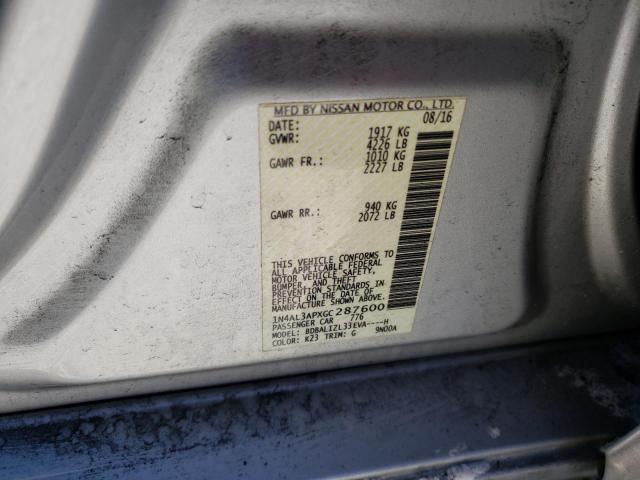 MFD BY NISSAN MOTOR CO., LTD.
DATE: 08/16
GVWR: 1917 KG
4226 LB
GAWR FR.: 1010 KG
2227 LB
GAWR RR.: 940 KG
2072 LB
THIS VEHICLE CONFORMS TO
ALL APPLICABLE FEDERAL
MOTOR VEHICLE SAFETY,
BUMPER, AND THEFT
PREVENTION STANDARDS IN
EFFECT ON THE DATE OF
MANUFACTURE SHOWN ABOVE.
1N4AL3APXGC287600
PASSENGER CAR 776
MODEL: BDBALIZL33EVA----H
COLOR: K23 TRIM: G 9N00A